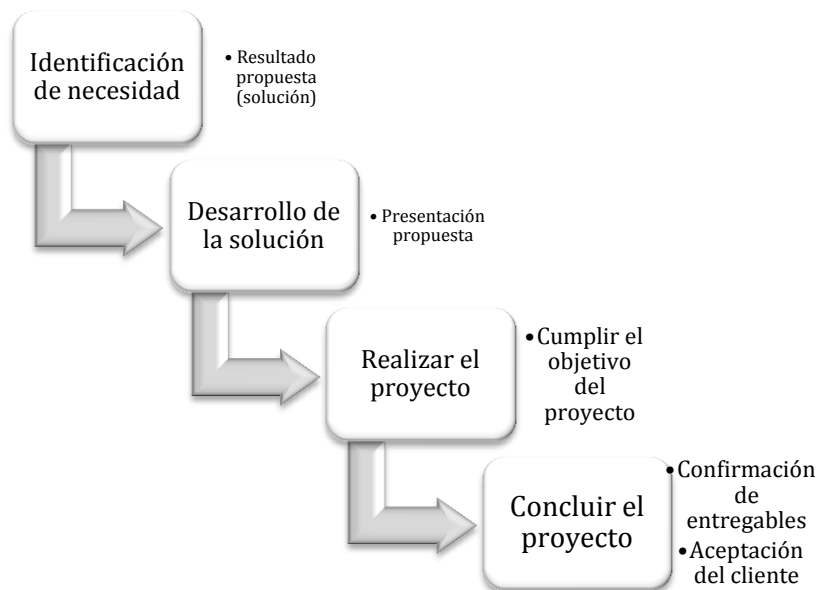 Identificación
de necesidad
• Resultado
propuesta
(solución)
Desarrollo de
la solución
• Presentación
propuesta
Realizar el
proyecto
• Cumplir el
objetivo
del
proyecto
Concluir el
proyecto
• Confirmación
de
entregables
• Aceptación
del cliente